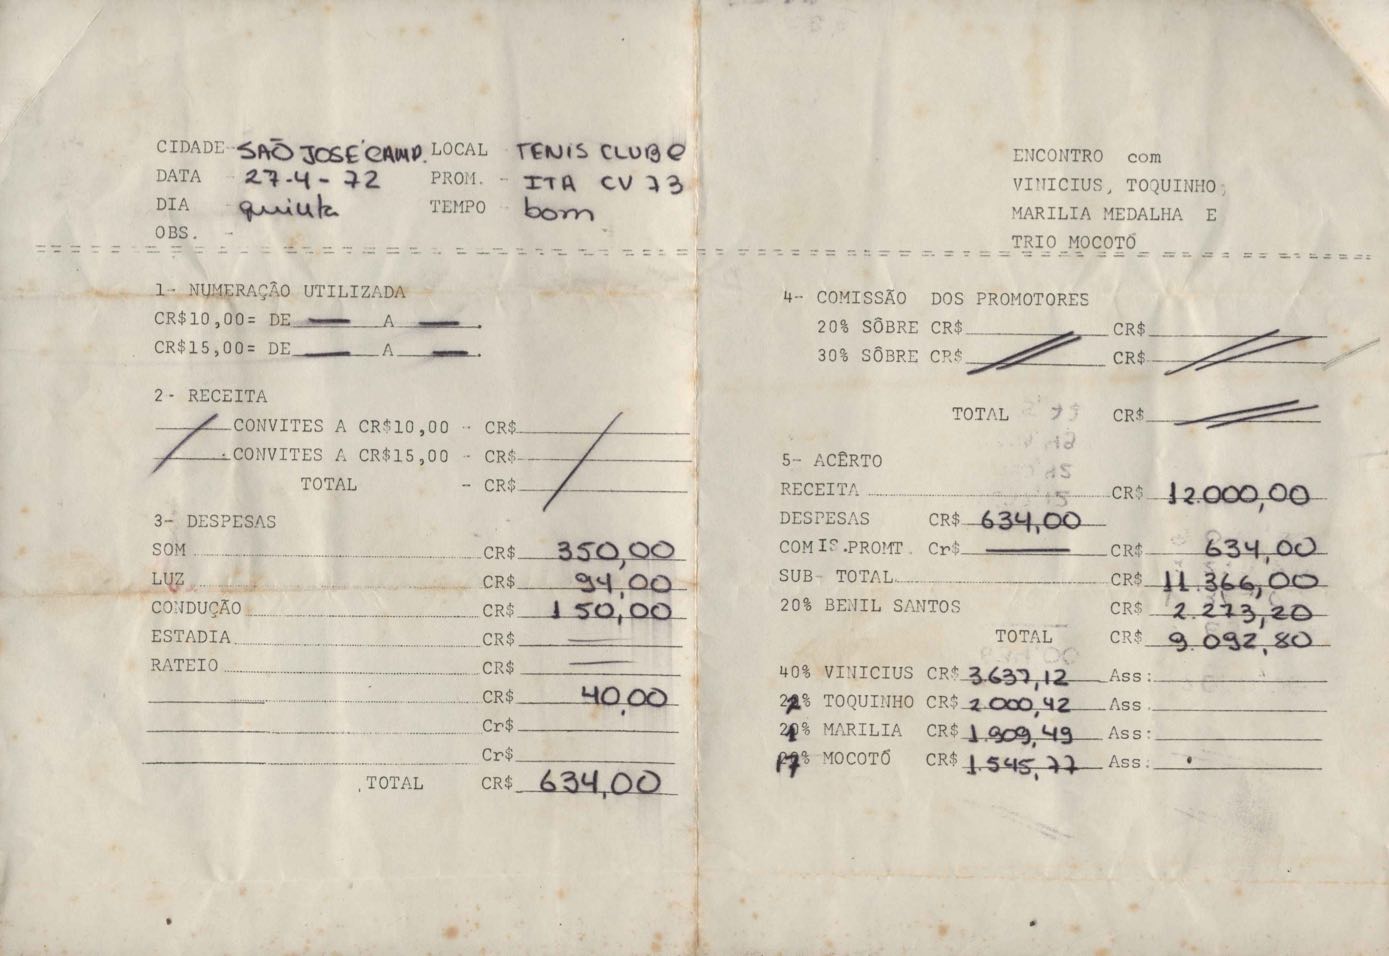 CIDADE - SAÕ JOSÉ CAMP. LOCAL TENIS CLUBE
DATA - 27-4-72 PROM. - ITA CV 73
DIA - quinta TEMPO bom
OBS. -
ENCONTRO com
VINICIUS, TOQUINHO,
MARILIA MEDALHA E
TRIO MOCOTÓ
1- NUMERAÇÃO UTILIZADA
CR$10,00= DE — A —.
CR$15,00= DE — A —.
2- RECEITA
CONVITES A CR$10,00 - CR$
CONVITES A CR$15,00 - CR$
TOTAL - CR$
3- DESPESAS
SOM CR$ 350,00
LUZ CR$ 94,00
CONDUÇÃO CR$ 150,00
ESTADIA CR$ —
RATEIO CR$ —
CR$ 40,00
Cr$
Cr$
TOTAL CR$ 634,00
4- COMISSÃO DOS PROMOTORES
20% SÔBRE CR$ CR$
30% SÔBRE CR$ CR$
TOTAL CR$
5- ACÊRTO
RECEITA CR$ 12.000,00
DESPESAS CR$ 634,00
COMIS.PROMT. Cr$ — CR$ 634,00
SUB- TOTAL CR$ 11.366,00
20% BENIL SANTOS CR$ 2.273,20
TOTAL CR$ 9.092,80
40% VINICIUS CR$ 3.637,12 Ass:
22% TOQUINHO CR$ 2.000,42 Ass.
% MARILIA CR$ 1.909,49 Ass:
17% MOCOTÓ CR$ 1.545,77 Ass: